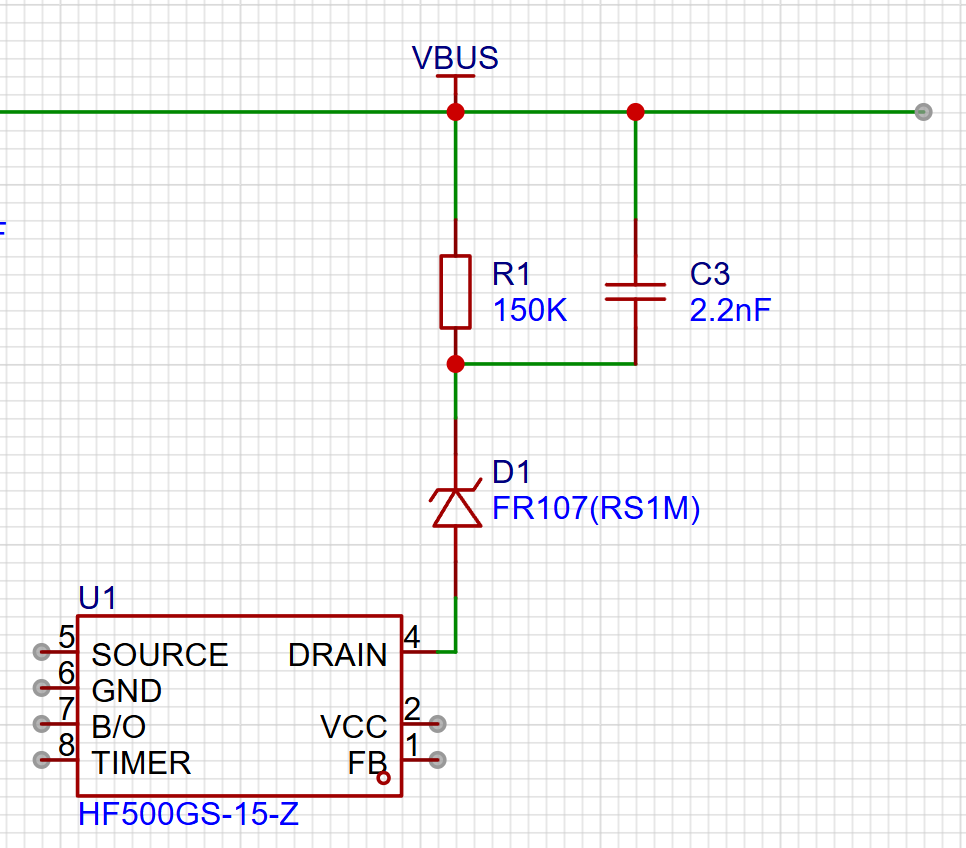 VBUS
R1
150K
C3
2.2nF
D1
FR107(RS1M)
U1
5
SOURCE
DRAIN
4
6
GND
7
B/O
VCC
2
8
TIMER
FB
1
HF500GS-15-Z